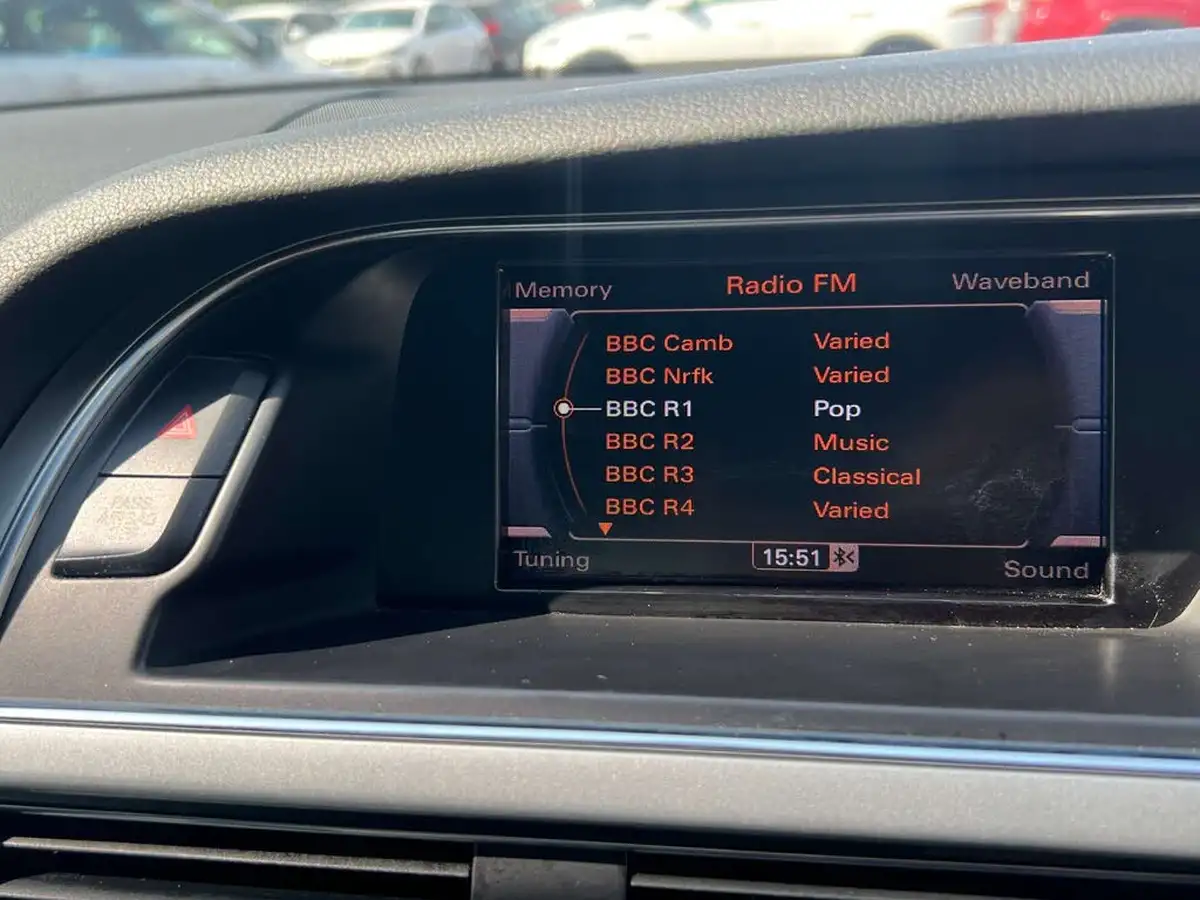 Memory Radio FM Waveband
BBC Camb Varied
BBC Nrfk Varied
BBC R1 Pop
BBC R2 Music
BBC R3 Classical
BBC R4 Varied
Tuning 15:51 Sound